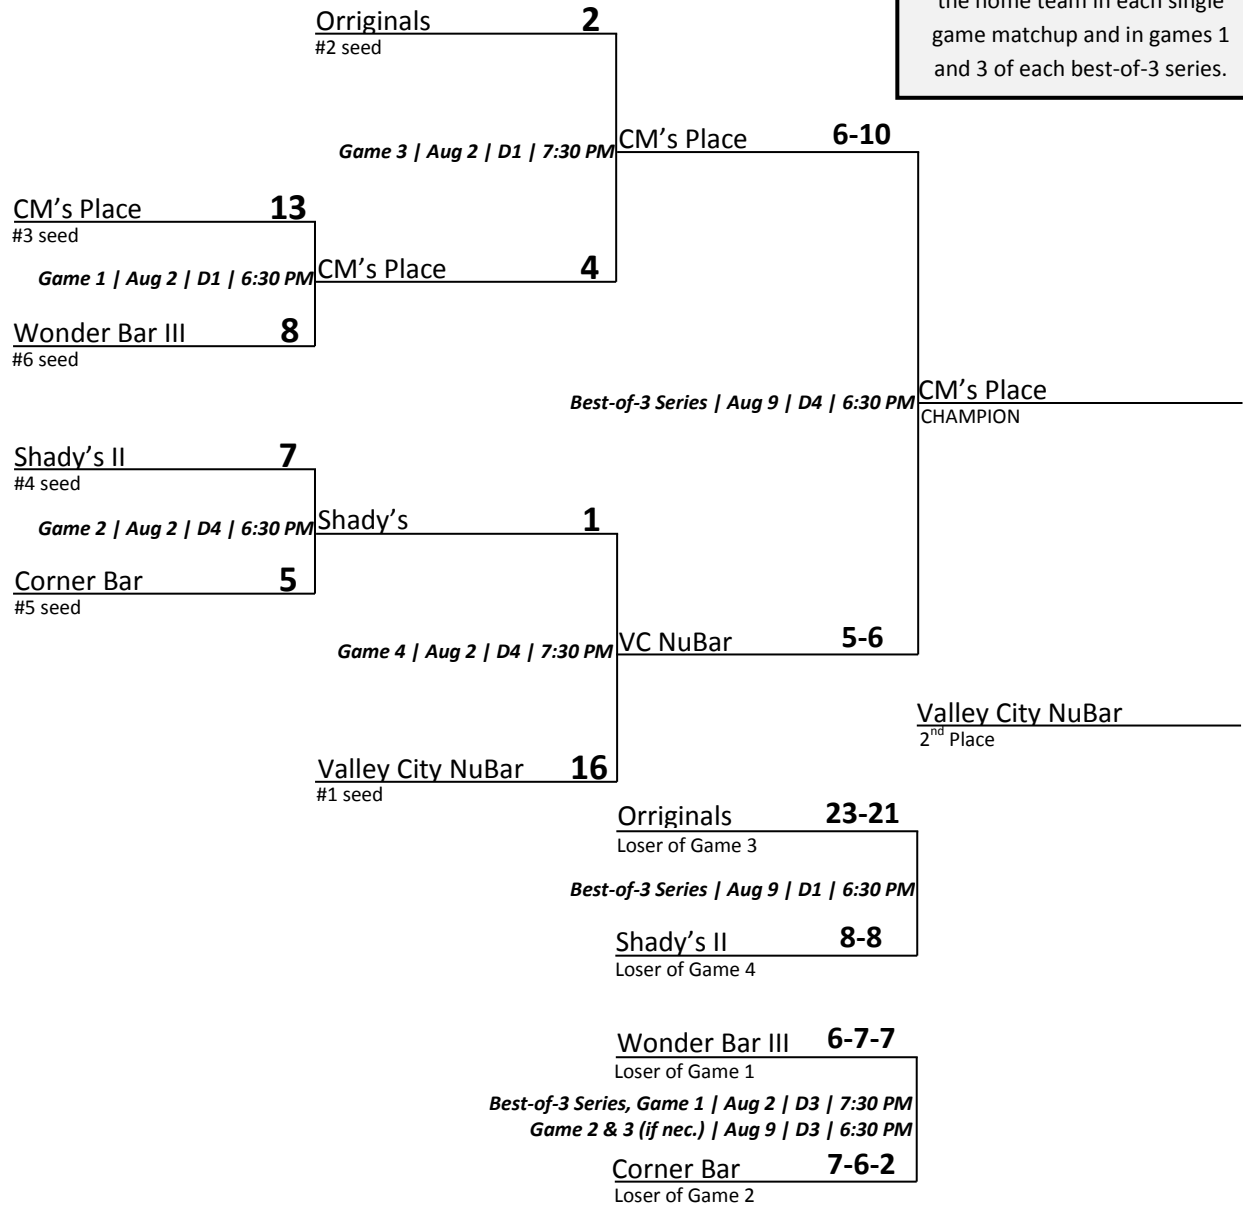 the home team in each single
game matchup and in games 1
and 3 of each best-of-3 series.
Orriginals 2
#2 seed
Game 3 | Aug 2 | D1 | 7:30 PM
CM's Place 6-10
CM's Place 13
#3 seed
Game 1 | Aug 2 | D1 | 6:30 PM
CM's Place 4
Wonder Bar III 8
#6 seed
Best-of-3 Series | Aug 9 | D4 | 6:30 PM
CM's Place
CHAMPION
Shady's II 7
#4 seed
Game 2 | Aug 2 | D4 | 6:30 PM
Shady's 1
Corner Bar 5
#5 seed
Game 4 | Aug 2 | D4 | 7:30 PM
VC NuBar 5-6
Valley City NuBar
2nd Place
Valley City NuBar 16
#1 seed
Orriginals 23-21
Loser of Game 3
Best-of-3 Series | Aug 9 | D1 | 6:30 PM
Shady's II 8-8
Loser of Game 4
Wonder Bar III 6-7-7
Loser of Game 1
Best-of-3 Series, Game 1 | Aug 2 | D3 | 7:30 PM
Game 2 & 3 (if nec.) | Aug 9 | D3 | 6:30 PM
Corner Bar 7-6-2
Loser of Game 2